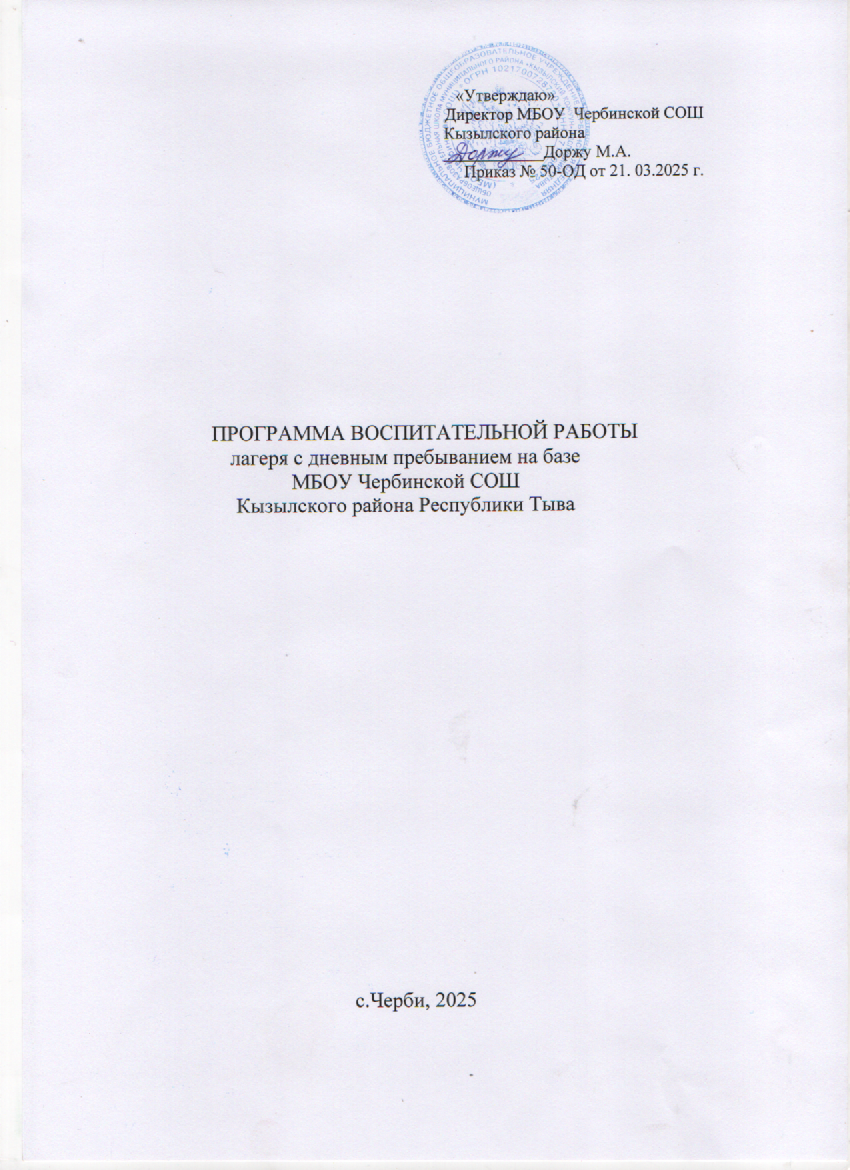 «Утверждаю»
Директор МБОУ Чербинской СОШ
Кызылского района
Доржу Доржу М.А.
Приказ № 50-ОД от 21. 03.2025 г.
ПРОГРАММА ВОСПИТАТЕЛЬНОЙ РАБОТЫ
лагеря с дневным пребыванием на базе
МБОУ Чербинской СОШ
Кызылского района Республики Тыва
с.Черби, 2025